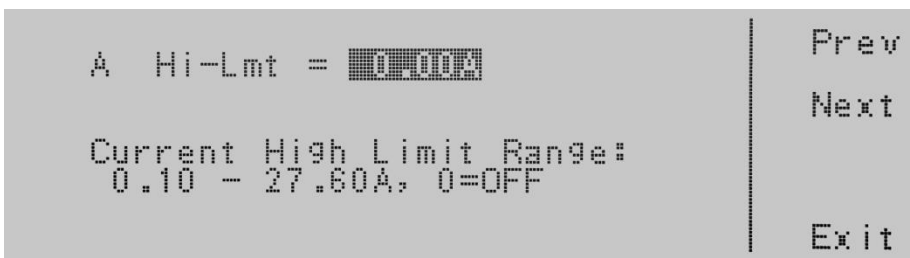 A Hi-Lmt = 0.00A
Current High Limit Range:
0.10 - 27.60A, 0=OFF
Prev
Next
Exit